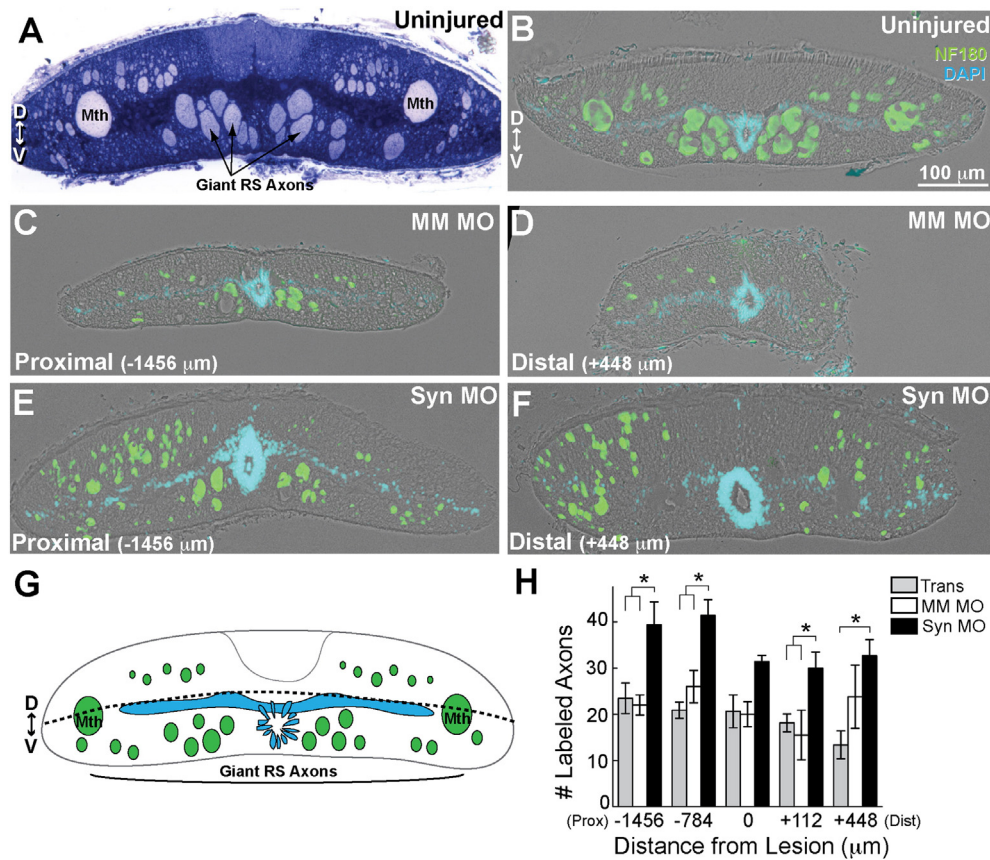 A
Uninjured
Mth
Mth
D
V
Giant RS Axons
B
Uninjured
NF180
DAPI
D
V
100 μm
C
MM MO
Proximal (-1456 μm)
D
MM MO
Distal (+448 μm)
E
Syn MO
Proximal (-1456 μm)
F
Syn MO
Distal (+448 μm)
G
D
V
Mth
Mth
Giant RS Axons
H
Trans
MM MO
Syn MO
# Labeled Axons
40
30
20
10
0
* * * *
(Prox) -1456 -784 0 +112 +448 (Dist)
Distance from Lesion (μm)